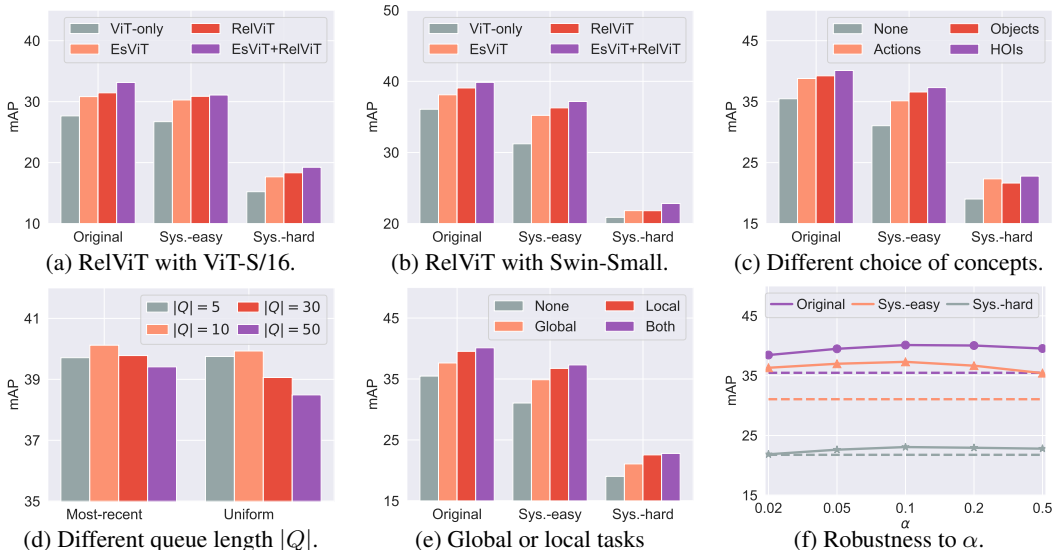 45
40
30
20
10
mAP
ViT-only
RelViT
EsViT
EsViT+RelViT
Original
Sys.-easy
Sys.-hard
(a) RelViT with ViT-S/16.
50
40
30
20
mAP
ViT-only
RelViT
EsViT
EsViT+RelViT
Original
Sys.-easy
Sys.-hard
(b) RelViT with Swin-Small.
45
35
25
15
mAP
None
Objects
Actions
HOIs
Original
Sys.-easy
Sys.-hard
(c) Different choice of concepts.
41
39
37
35
mAP
|Q| = 5
|Q| = 30
|Q| = 10
|Q| = 50
Most-recent
Uniform
(d) Different queue length |Q|.
45
35
25
15
mAP
None
Local
Global
Both
Original
Sys.-easy
Sys.-hard
(e) Global or local tasks
Original
Sys.-easy
Sys.-hard
45
35
25
15
mAP
0.02
0.05
0.1
0.2
0.5
α
(f) Robustness to α.